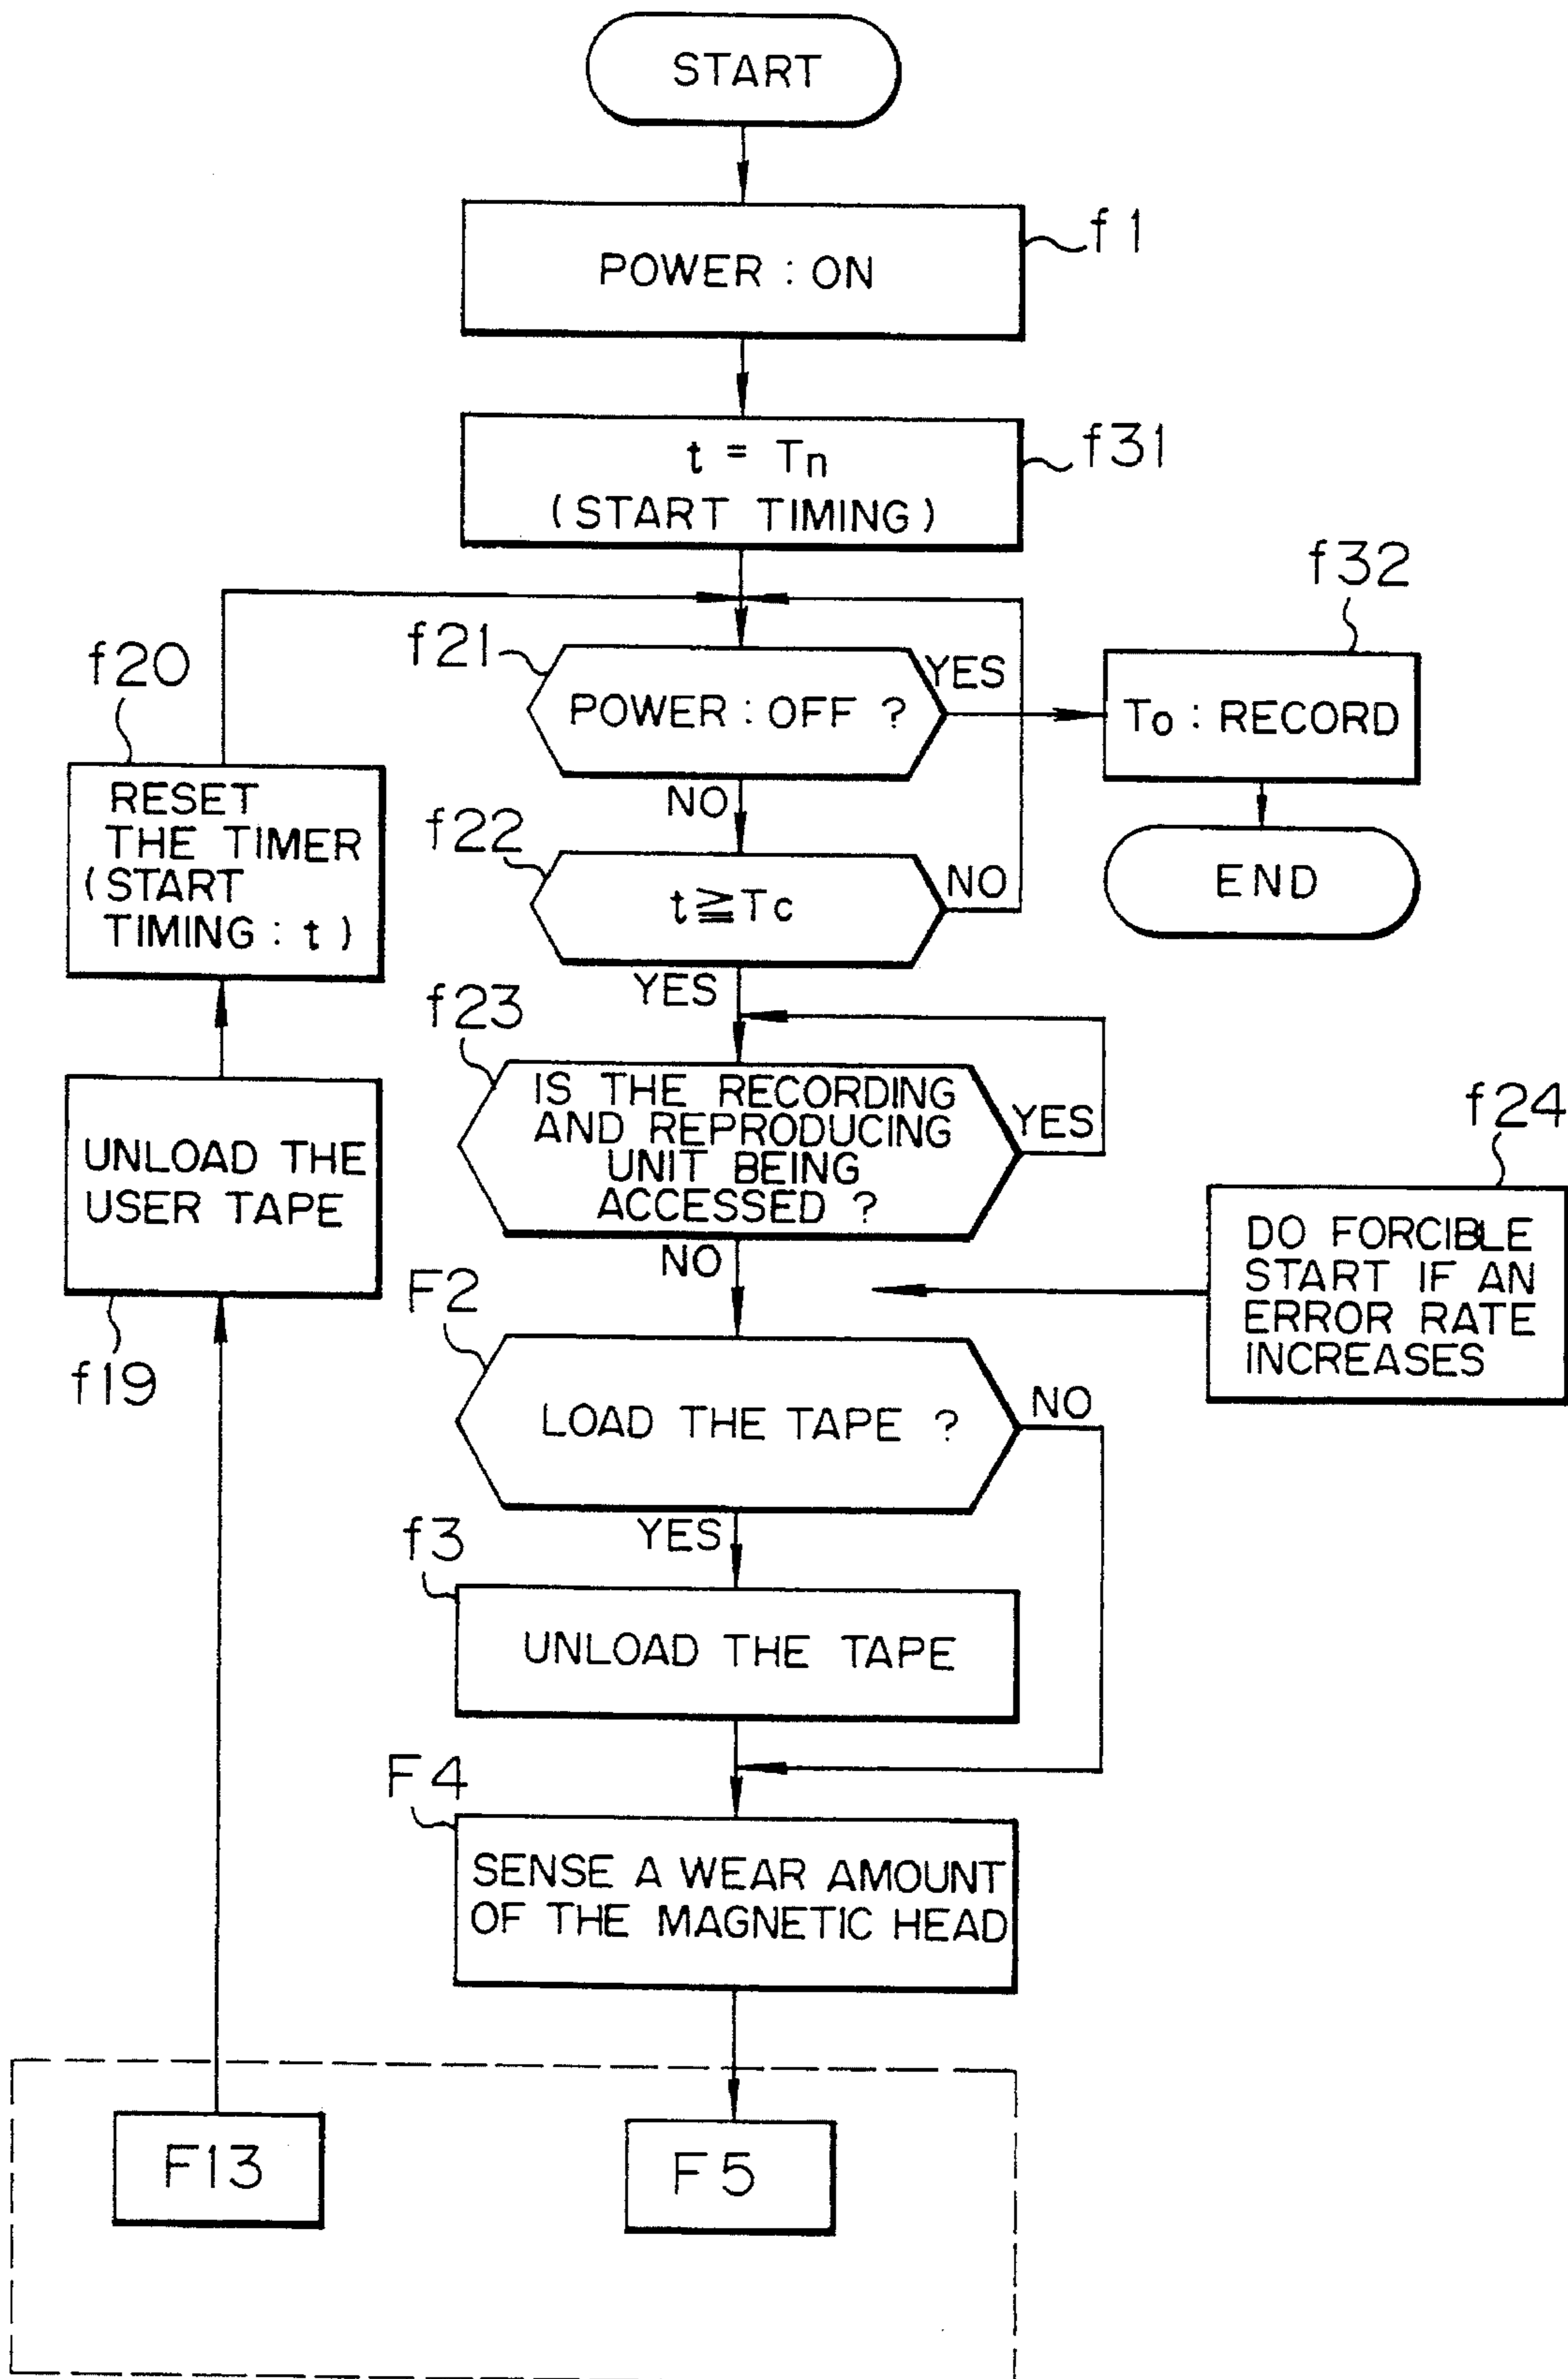 START
POWER : ON
f1
t = Tn
(START TIMING)
f31
f32
f21
POWER : OFF ?
YES
To : RECORD
END
NO
f20
RESET
THE TIMER
(START
TIMING : t)
f22
t ≧ Tc
NO
YES
f23
IS THE RECORDING
AND REPRODUCING
UNIT BEING
ACCESSED ?
YES
NO
UNLOAD THE
USER TAPE
f19
f24
DO FORCIBLE
START IF AN
ERROR RATE
INCREASES
F2
LOAD THE TAPE ?
NO
YES
f3
UNLOAD THE TAPE
F4
SENSE A WEAR AMOUNT
OF THE MAGNETIC HEAD
F13
F5